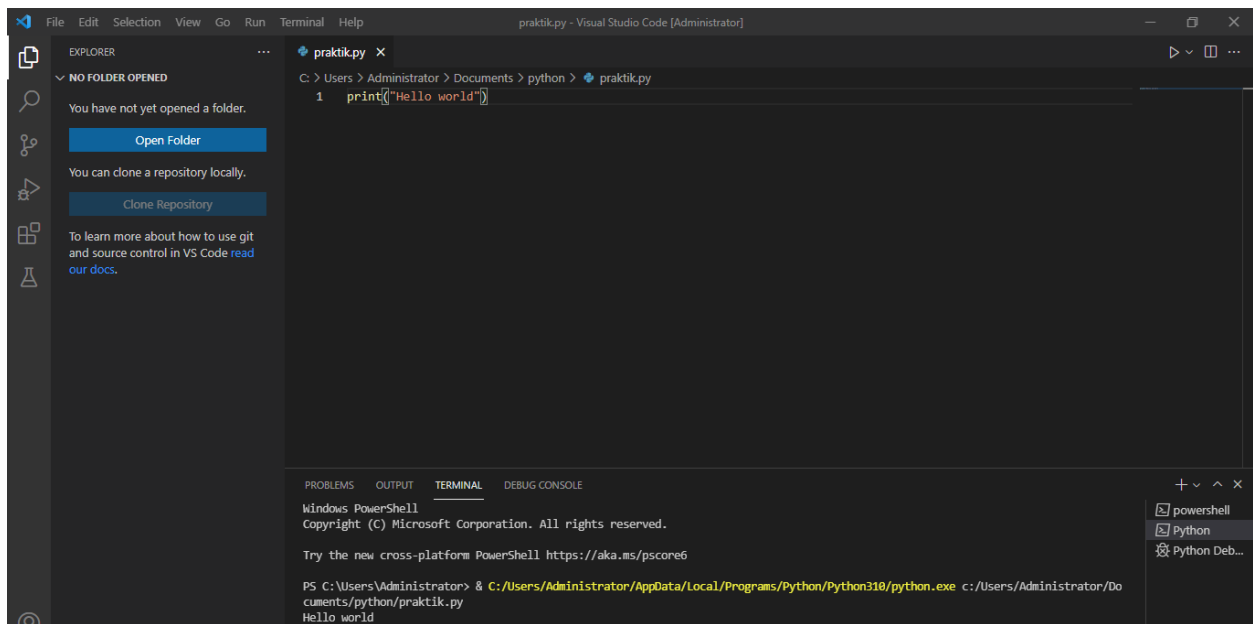 File Edit Selection View Go Run Terminal Help
praktik.py - Visual Studio Code [Administrator]
EXPLORER
NO FOLDER OPENED
You have not yet opened a folder.
Open Folder
You can clone a repository locally.
Clone Repository
To learn more about how to use git
and source control in VS Code read
our docs.
praktik.py
C: > Users > Administrator > Documents > python > praktik.py
1 print("Hello world")
PROBLEMS OUTPUT TERMINAL DEBUG CONSOLE
Windows PowerShell
Copyright (C) Microsoft Corporation. All rights reserved.
Try the new cross-platform PowerShell https://aka.ms/pscore6
PS C:\Users\Administrator> & C:/Users/Administrator/AppData/Local/Programs/Python/Python310/python.exe c:/Users/Administrator/Do
cuments/python/praktik.py
Hello world
powershell
Python
Python Deb...